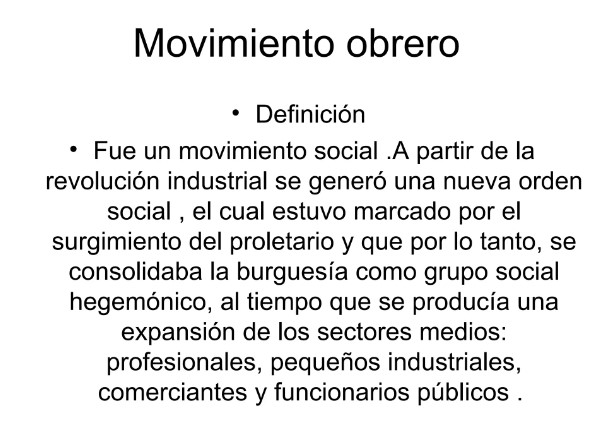 Movimiento obrero
• Definición
• Fue un movimiento social .A partir de la
revolución industrial se generó una nueva orden
social , el cual estuvo marcado por el
surgimiento del proletario y que por lo tanto, se
consolidaba la burguesía como grupo social
hegemónico, al tiempo que se producía una
expansión de los sectores medios:
profesionales, pequeños industriales,
comerciantes y funcionarios públicos .